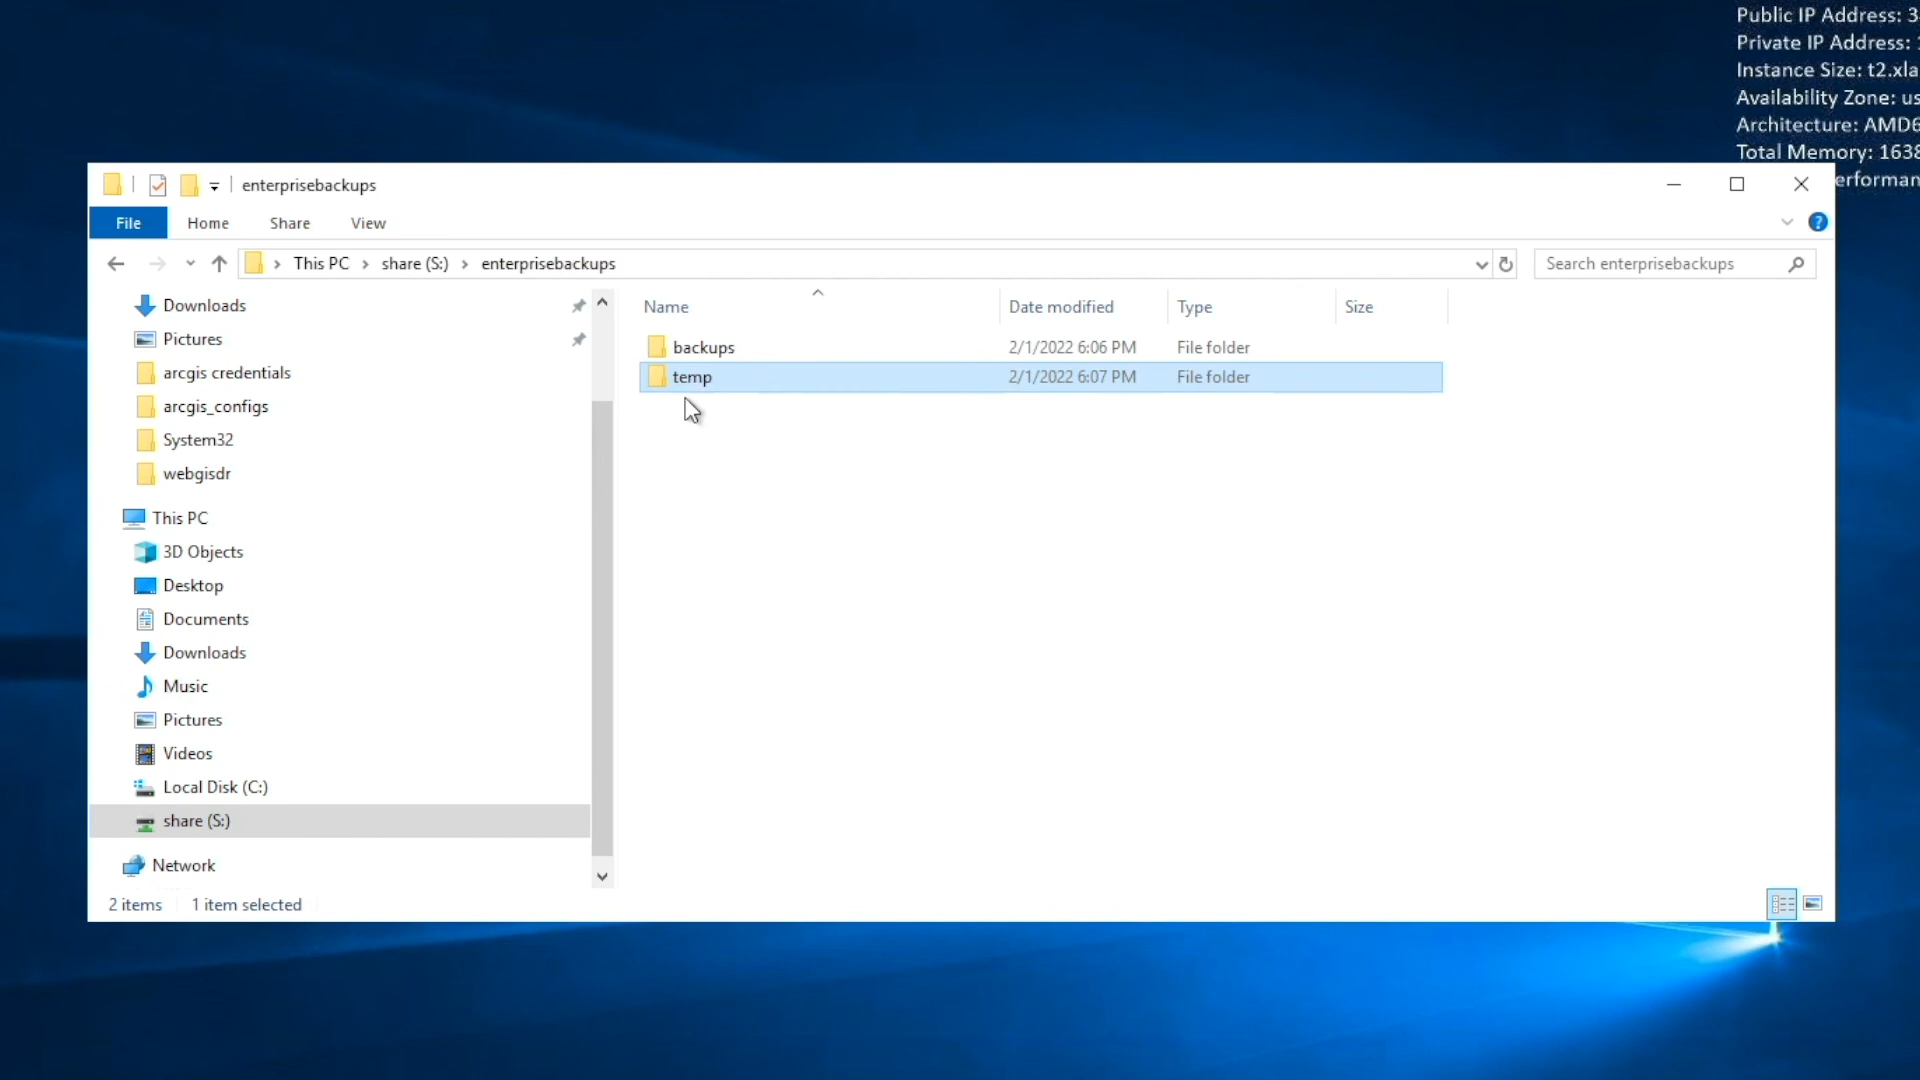 Public IP Address: 3
Private IP Address:
Instance Size: t2.xla
Availability Zone: us
Architecture: AMD6
Total Memory: 1638
erforman
enterprisebackups
File Home Share View
This PC share (S:) enterprisebackups
Search enterprisebackups
Name Date modified Type Size
backups 2/1/2022 6:06 PM File folder
temp 2/1/2022 6:07 PM File folder
Downloads
Pictures
arcgis credentials
arcgis_configs
System32
webgisdr
This PC
3D Objects
Desktop
Documents
Downloads
Music
Pictures
Videos
Local Disk (C:)
share (S:)
Network
2 items 1 item selected